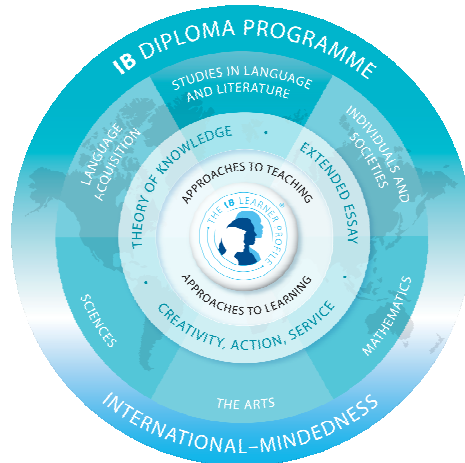 IB DIPLOMA PROGRAMME
STUDIES IN LANGUAGE
AND LITERATURE
LANGUAGE
ACQUISITION
INDIVIDUALS AND
SOCIETIES
THEORY OF KNOWLEDGE
EXTENDED ESSAY
APPROACHES TO TEACHING
THE IB LEARNER PROFILE
APPROACHES TO LEARNING
CREATIVITY, ACTION, SERVICE
SCIENCES
MATHEMATICS
THE ARTS
INTERNATIONAL–MINDEDNESS